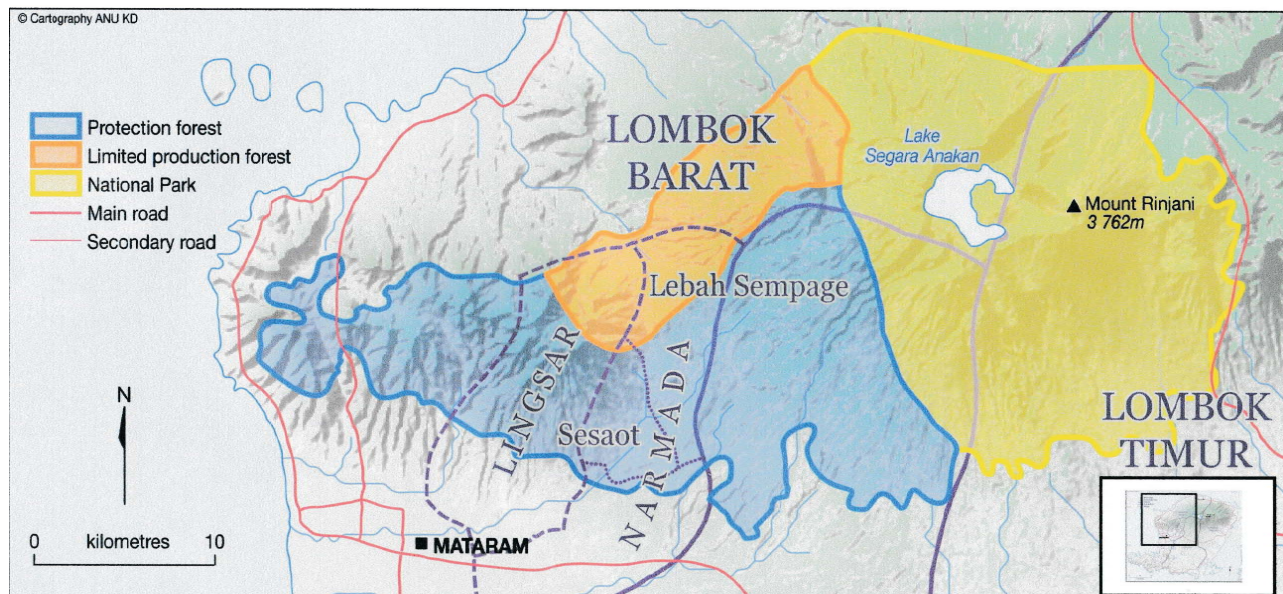 © Cartography ANU KD
Protection forest
Limited production forest
National Park
Main road
Secondary road
LOMBOK
BARAT
Lake
Segara Anakan
Mount Rinjani
3 762m
Lebah Sempage
LINGSAR
NARMADA
Sesaot
LOMBOK
TIMUR
N
0 kilometres 10
MATARAM